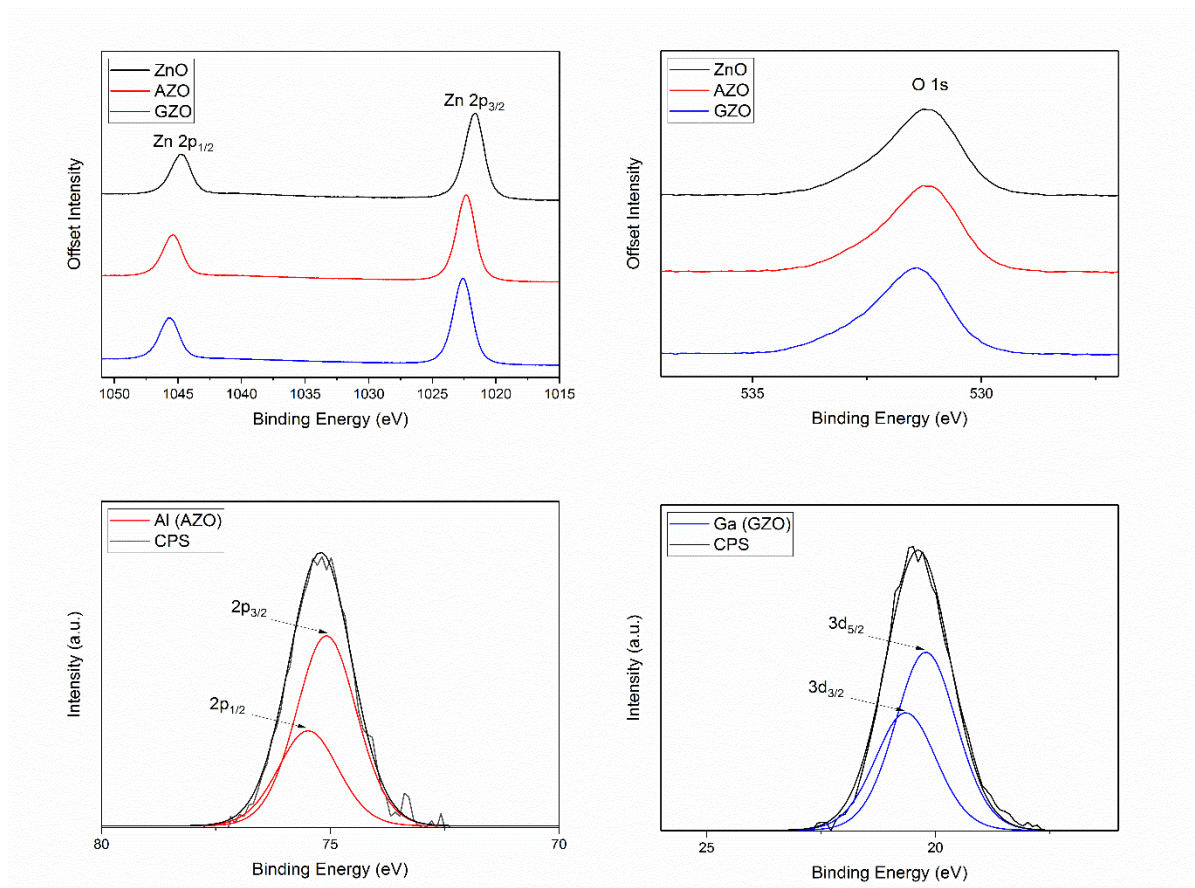 ZnO
AZO
GZO
Zn 2p1/2
Zn 2p3/2
Offset Intensity
1050 1045 1040 1035 1030 1025 1020 1015
Binding Energy (eV)
ZnO
AZO
GZO
O 1s
Offset Intensity
535 530
Binding Energy (eV)
Al (AZO)
CPS
2p3/2
2p1/2
Intensity (a.u.)
80 75 70
Binding Energy (eV)
Ga (GZO)
CPS
3d5/2
3d3/2
Intensity (a.u.)
25 20
Binding Energy (eV)